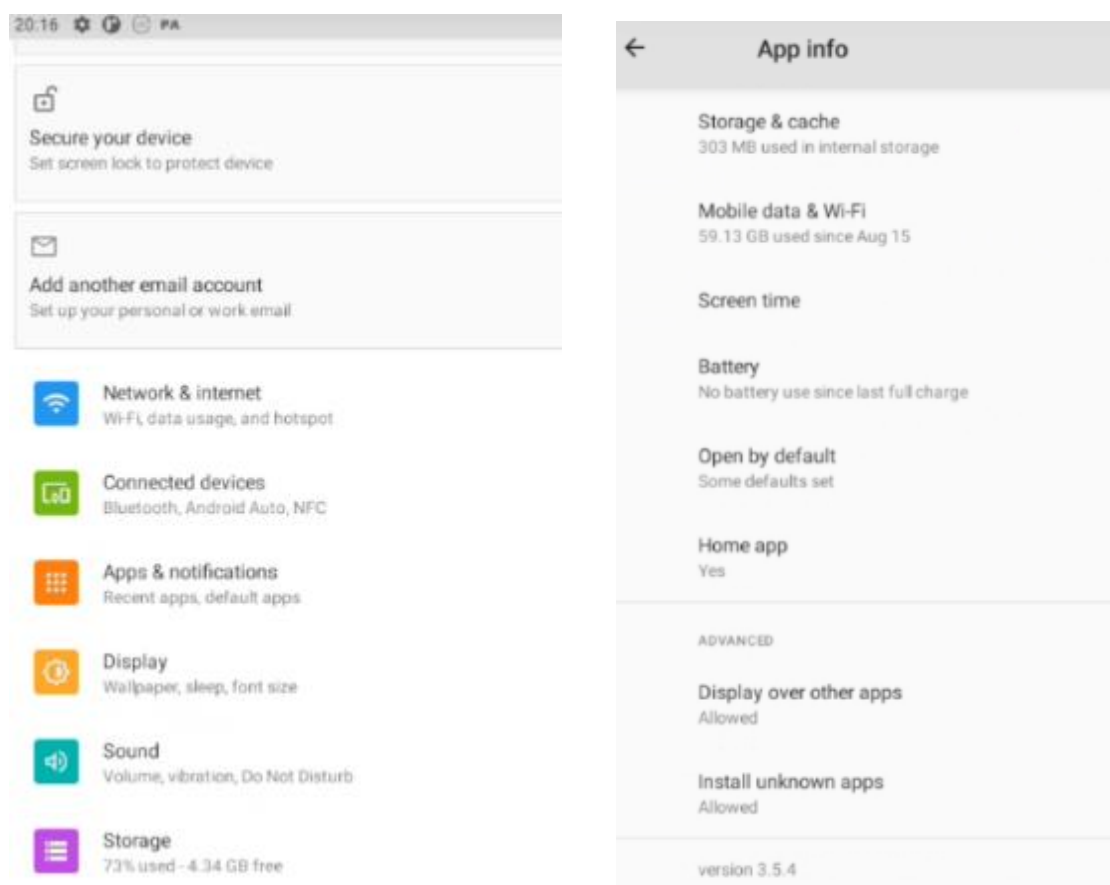 20:16 PA
Secure your device
Set screen lock to protect device
Add another email account
Set up your personal or work email
Network & internet
Wi-Fi, data usage, and hotspot
Connected devices
Bluetooth, Android Auto, NFC
Apps & notifications
Recent apps, default apps
Display
Wallpaper, sleep, font size
Sound
Volume, vibration, Do Not Disturb
Storage
73% used - 4.34 GB free
App info
Storage & cache
303 MB used in internal storage
Mobile data & Wi-Fi
59.13 GB used since Aug 15
Screen time
Battery
No battery use since last full charge
Open by default
Some defaults set
Home app
Yes
ADVANCED
Display over other apps
Allowed
Install unknown apps
Allowed
version 3.5.4